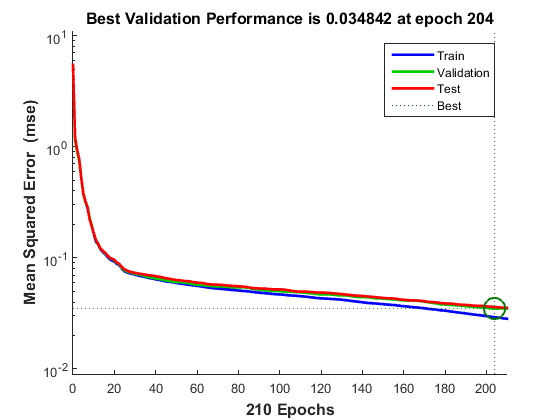 Best Validation Performance is 0.034842 at epoch 204
Mean Squared Error  (mse)
10^1
10^0
10^-1
10^-2
Train
Validation
Test
Best
0 20 40 60 80 100 120 140 160 180 200
210 Epochs